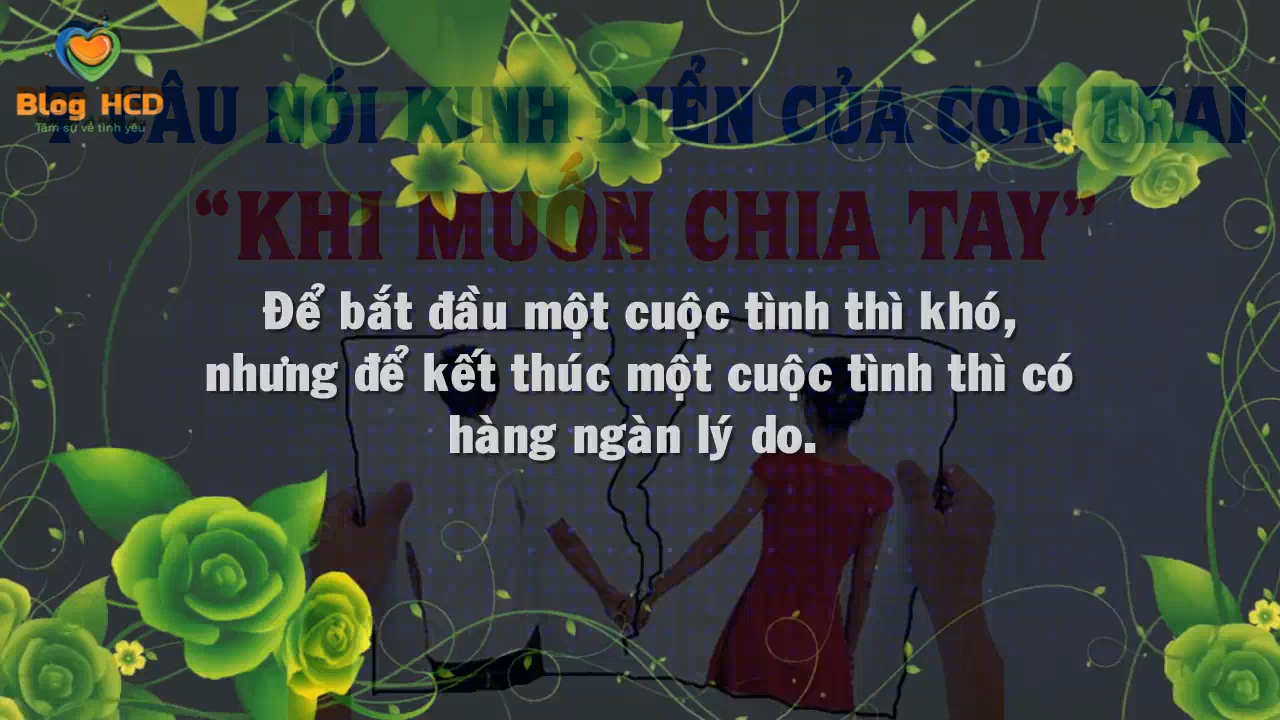 Blog HCD
Tâm sự về tình yêu
CÂU NÓI KINH ĐIỂN CỦA CON TRAI
“KHI MUỐN CHIA TAY”
Để bắt đầu một cuộc tình thì khó,
nhưng để kết thúc một cuộc tình thì có
hàng ngàn lý do.